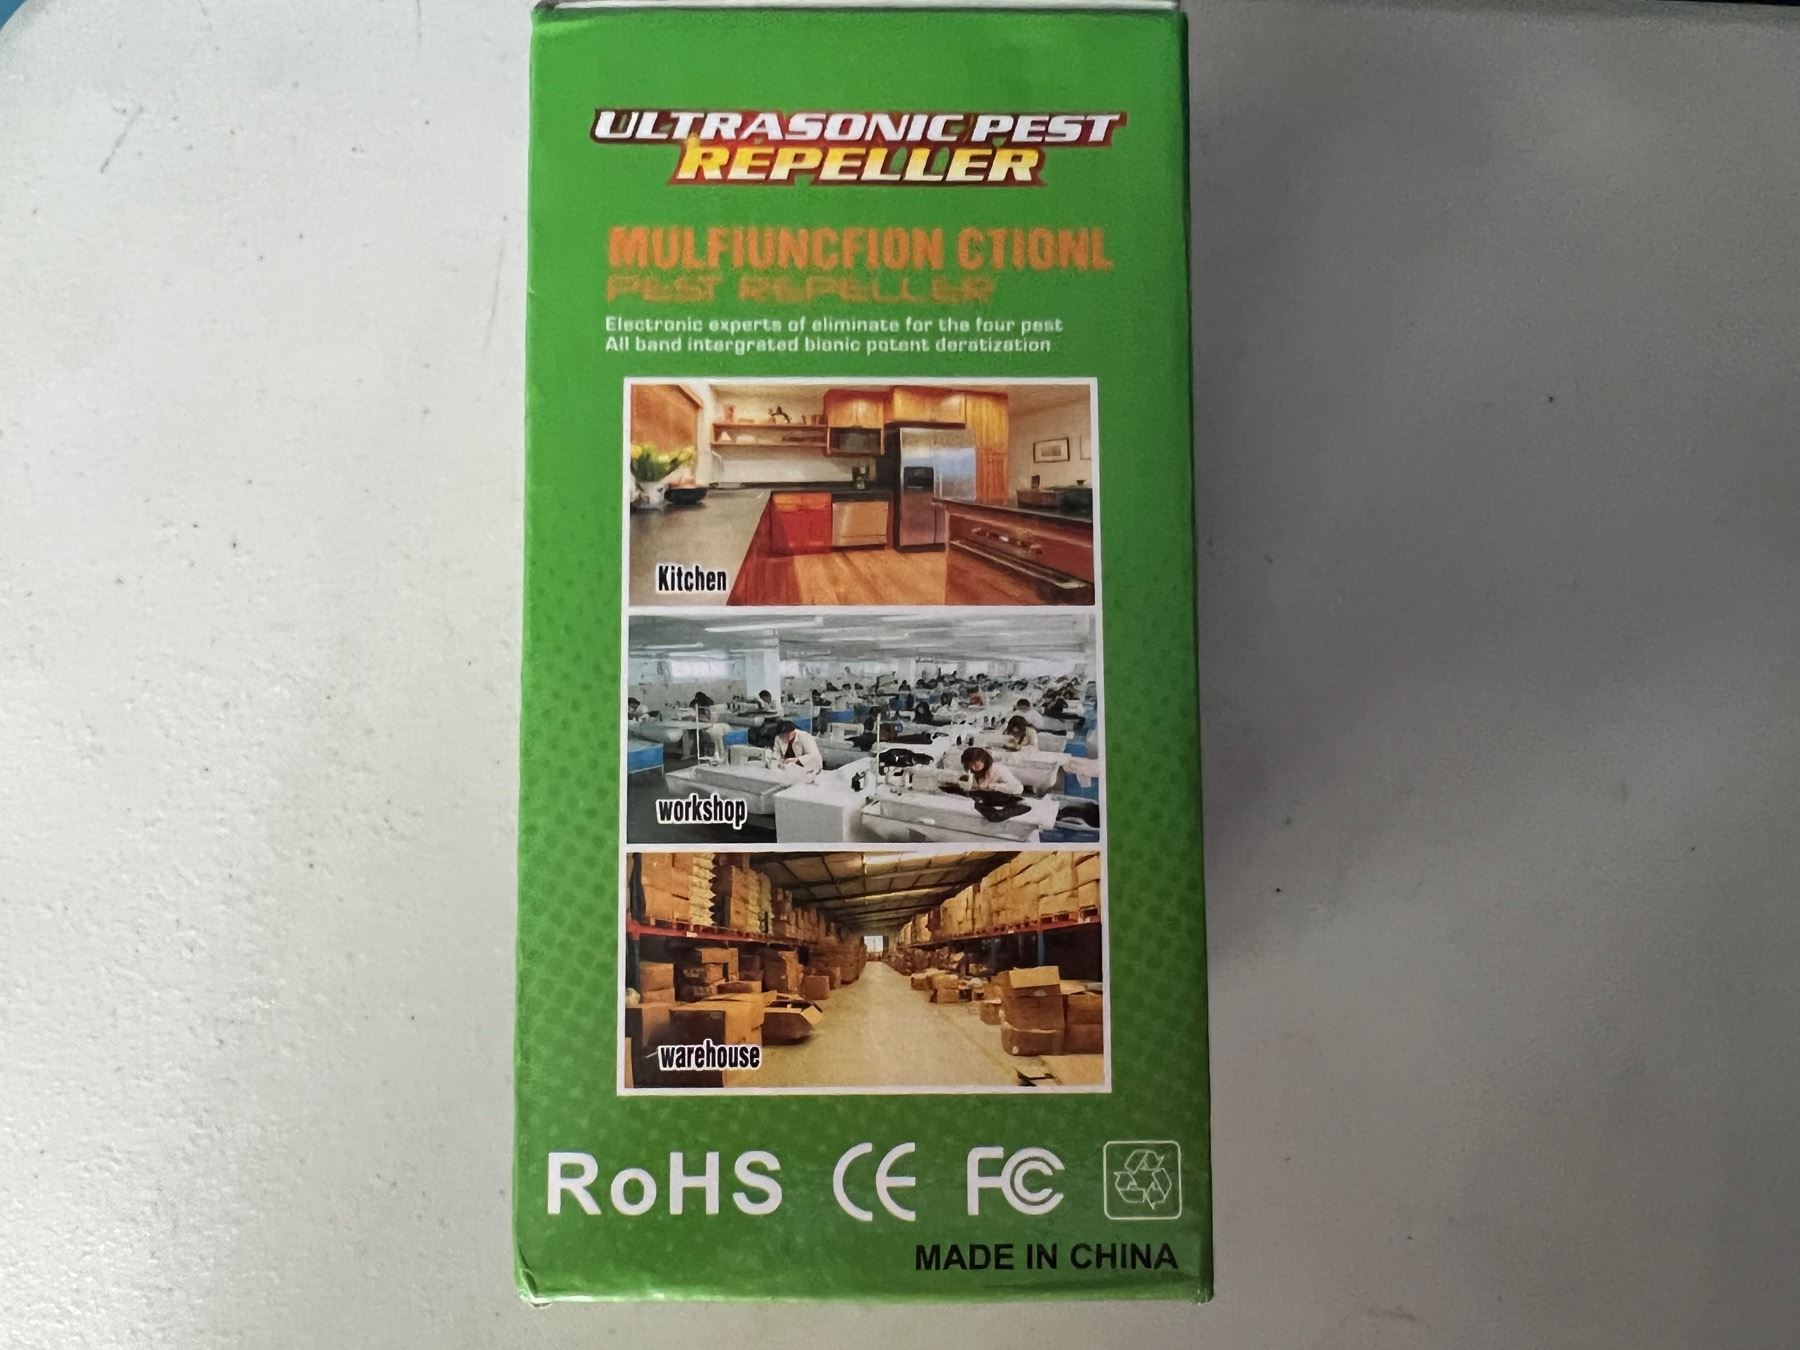 ULTRASONIC PEST
REPELLER
MULFIUNCFION CTIONL
PEST REPELLER
Electronic experts of eliminate for the four pest
All band intergrated bionic potent deratization
Kitchen
workshop
warehouse
RoHS CE FC
MADE IN CHINA